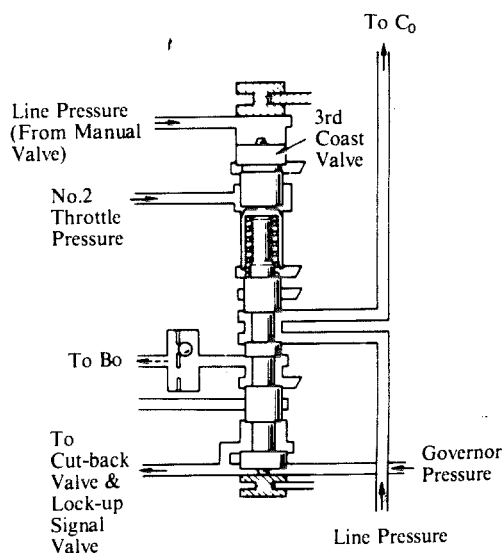 To C₀
Line Pressure
(From Manual
Valve)
3rd
Coast
Valve
No.2
Throttle
Pressure
To Bo
To
Cut-back
Valve &
Lock-up
Signal
Valve
Governor
Pressure
Line Pressure